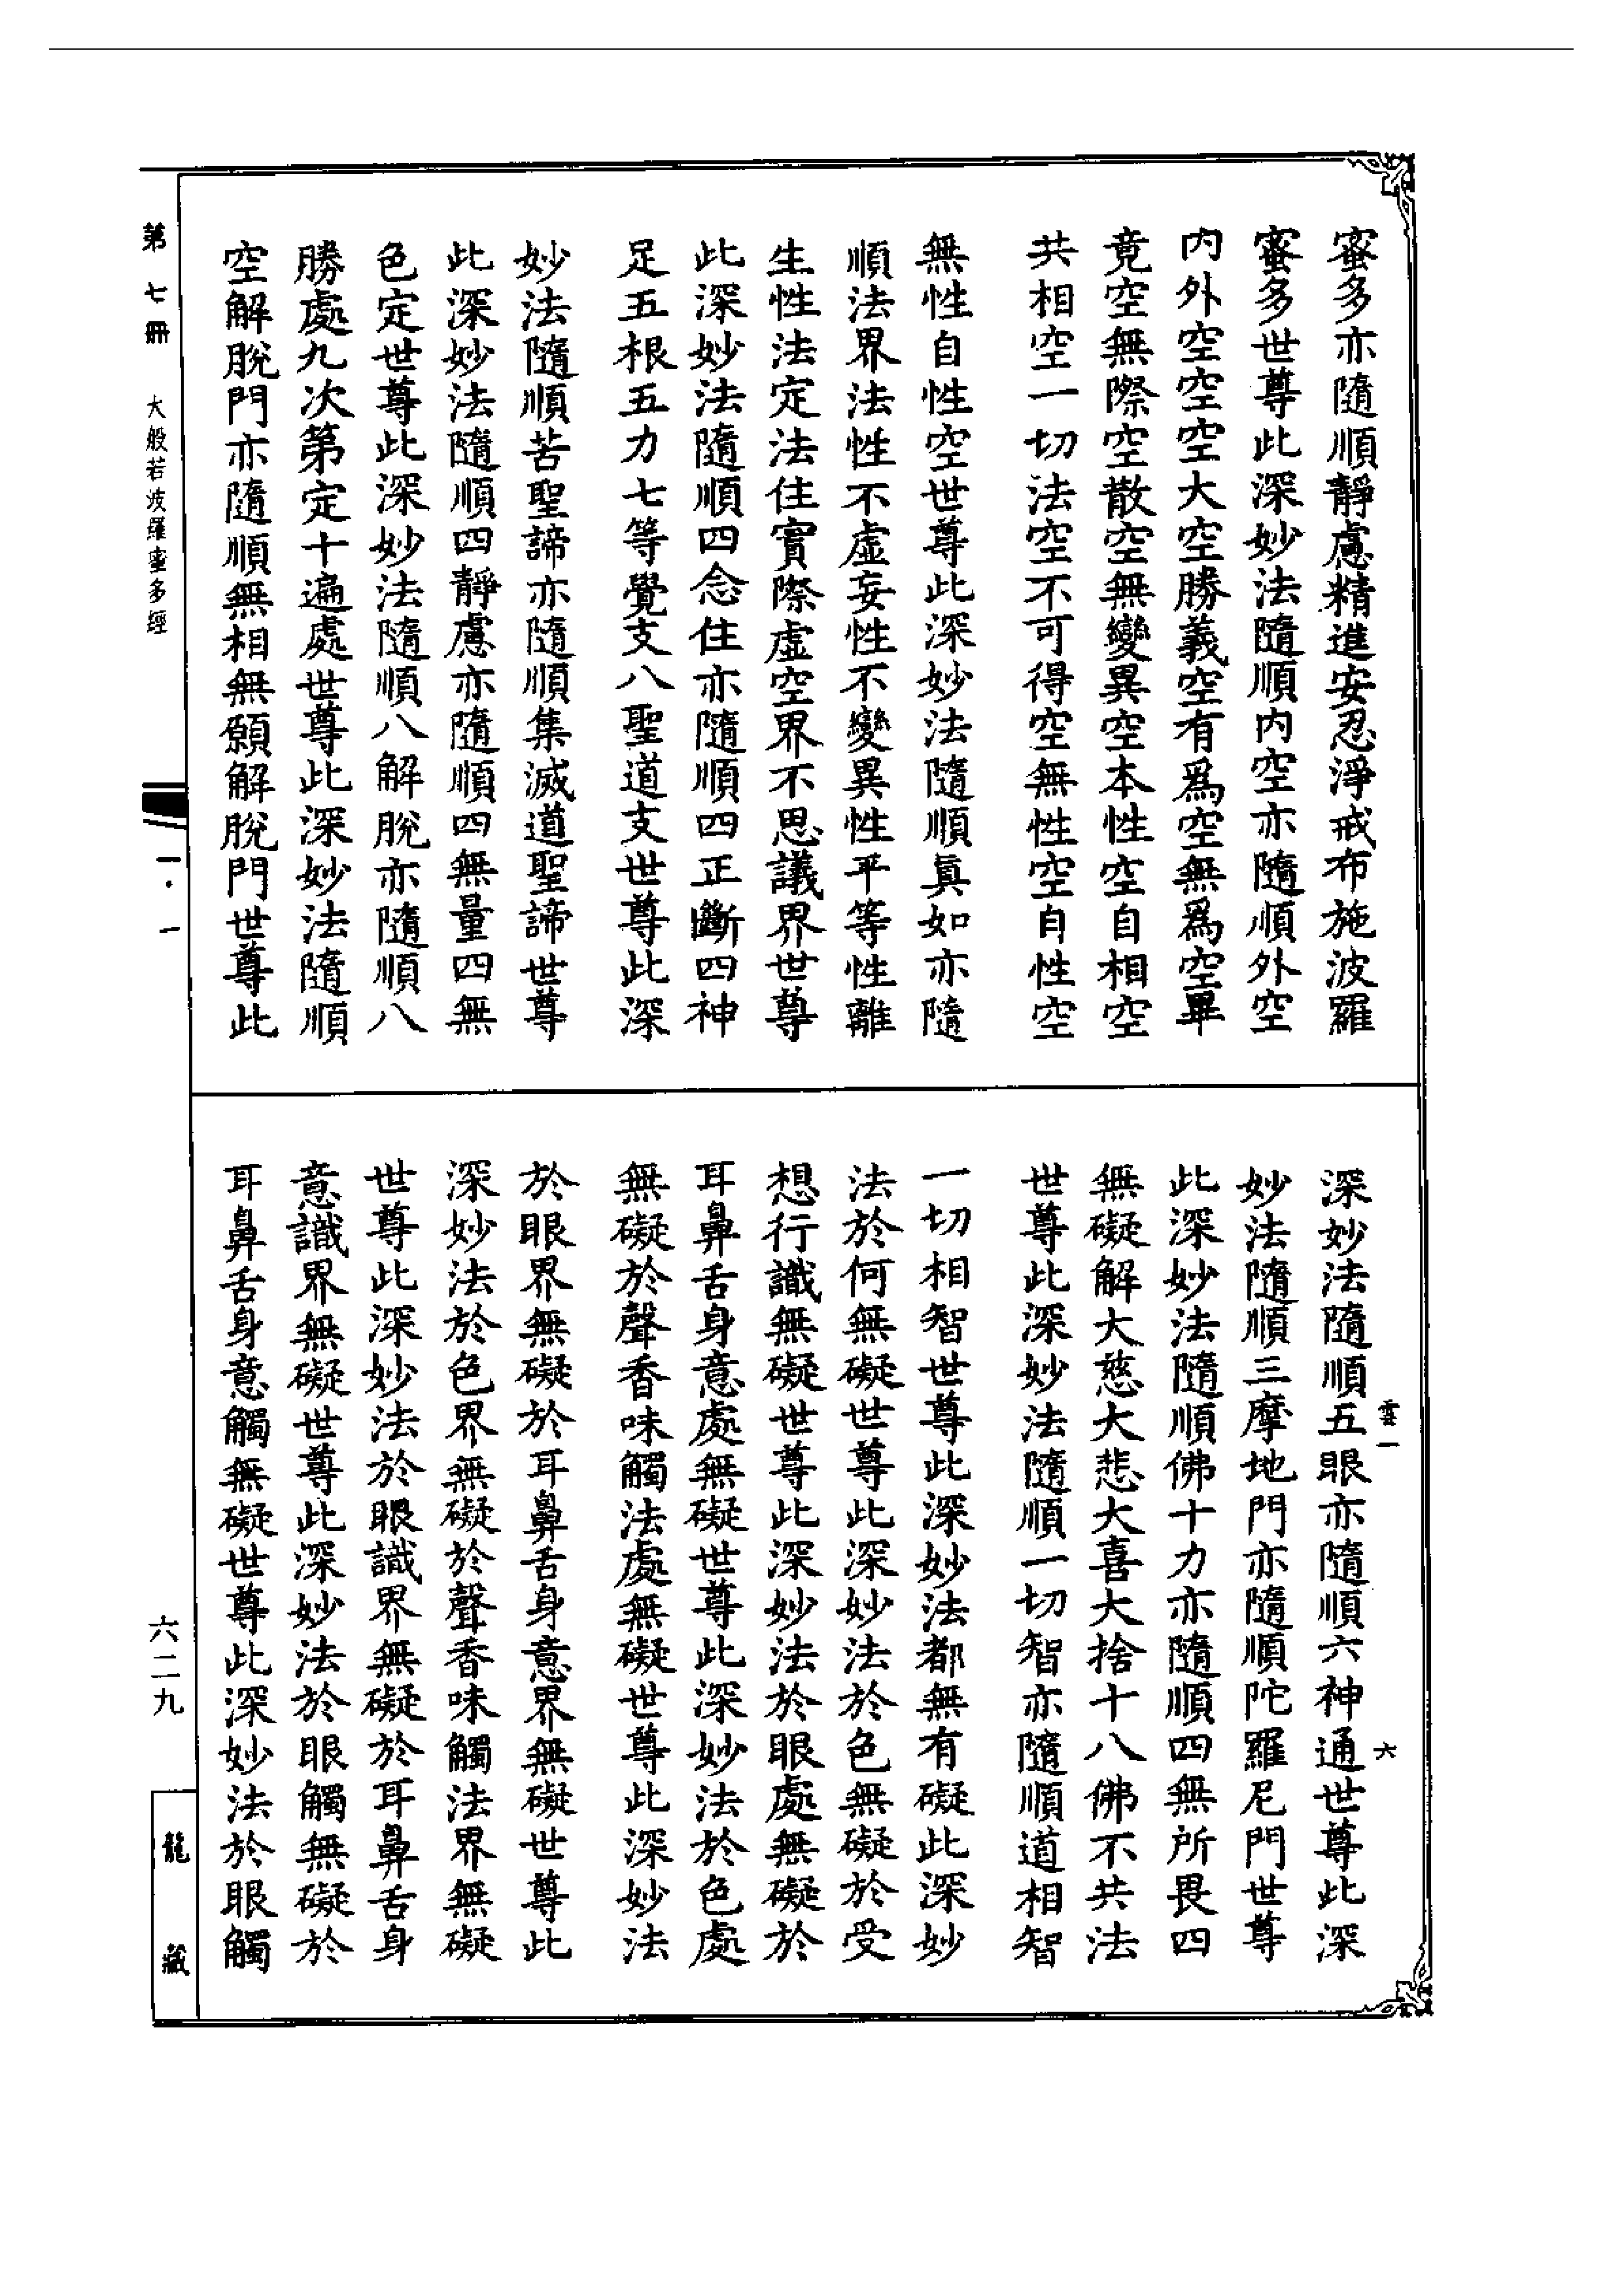 蜜多亦隨順靜慮精進安忍淨戒布施波羅
蜜多世尊此深妙法隨順内空亦隨順外空
内外空空空大空勝義空有爲空無爲空畢
竟空無際空散空無變異空本性空自相空
共相空一切法空不可得空無性空自性空
無性自性空世尊此深妙法隨順眞如亦隨
順法界法性不虛妄性不變異性平等性離
生性法定法住實際虛空界不思議界世尊
此深妙法隨順四念住亦隨順四正斷四神
足五根五力七等覺支八聖道支世尊此深
妙法隨順苦聖諦亦隨順集滅道聖諦世尊
此深妙法隨順四靜慮亦隨順四無量四無
色定世尊此深妙法隨順八解脫亦隨順八
勝處九次第定十遍處世尊此深妙法隨順
空解脫門亦隨順無相無願解脫門世尊此
深妙法隨順五眼亦隨順六神通世尊此深
妙法隨順三摩地門亦隨順陀羅尼門世尊
此深妙法隨順佛十力亦隨順四無所畏四
無礙解大慈大悲大喜大捨十八佛不共法
世尊此深妙法隨順一切智亦隨順道相智
一切相智世尊此深妙法都無有礙此深妙
法於何無礙世尊此深妙法於色無礙於受
想行識無礙世尊此深妙法於眼處無礙於
耳鼻舌身意處無礙世尊此深妙法於色處
無礙於聲香味觸法處無礙世尊此深妙法
於眼界無礙於耳鼻舌身意界無礙世尊此
深妙法於色界無礙於聲香味觸法界無礙
世尊此深妙法於眼識界無礙於耳鼻舌身
意識界無礙世尊此深妙法於眼觸無礙於
耳鼻舌身意觸無礙世尊此深妙法於眼觸
雲一
六
第七冊 大般若波羅蜜多經
一·一
六二九
龍藏